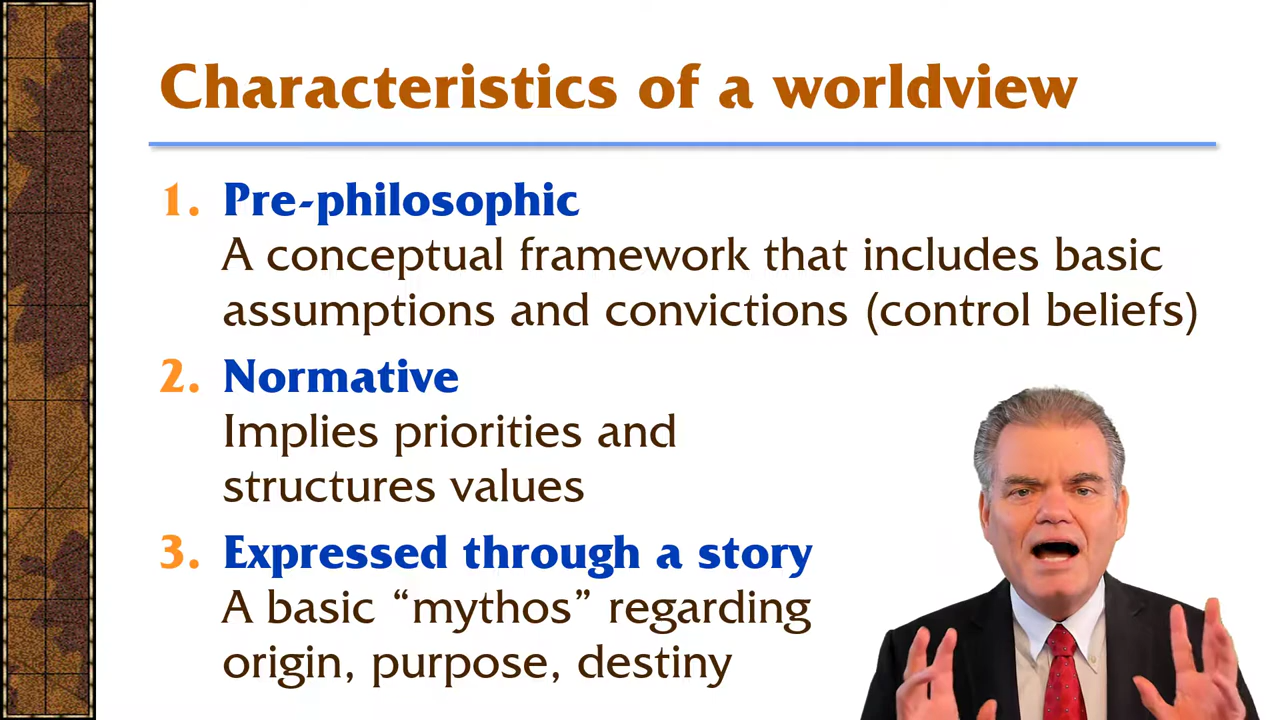 Characteristics of a worldview
1. Pre-philosophic
A conceptual framework that includes basic
assumptions and convictions (control beliefs)
2. Normative
Implies priorities and
structures values
3. Expressed through a story
A basic “mythos” regarding
origin, purpose, destiny